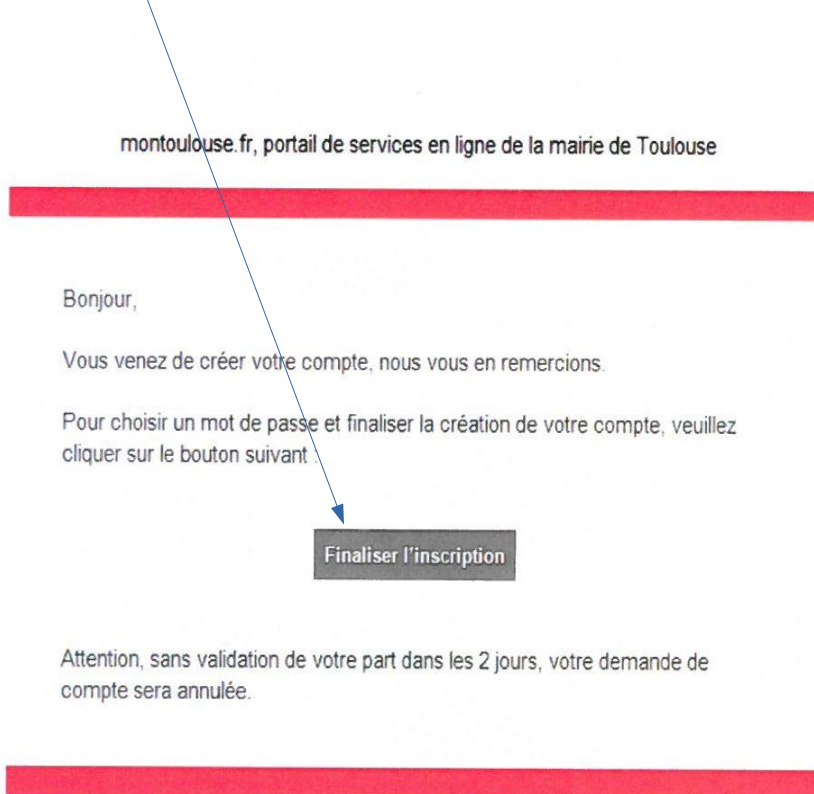 montoulouse.fr, portail de services en ligne de la mairie de Toulouse
Bonjour,
Vous venez de créer votre compte, nous vous en remercions.
Pour choisir un mot de passe et finaliser la création de votre compte, veuillez
cliquer sur le bouton suivant :
Finaliser l'inscription
Attention, sans validation de votre part dans les 2 jours, votre demande de
compte sera annulée.